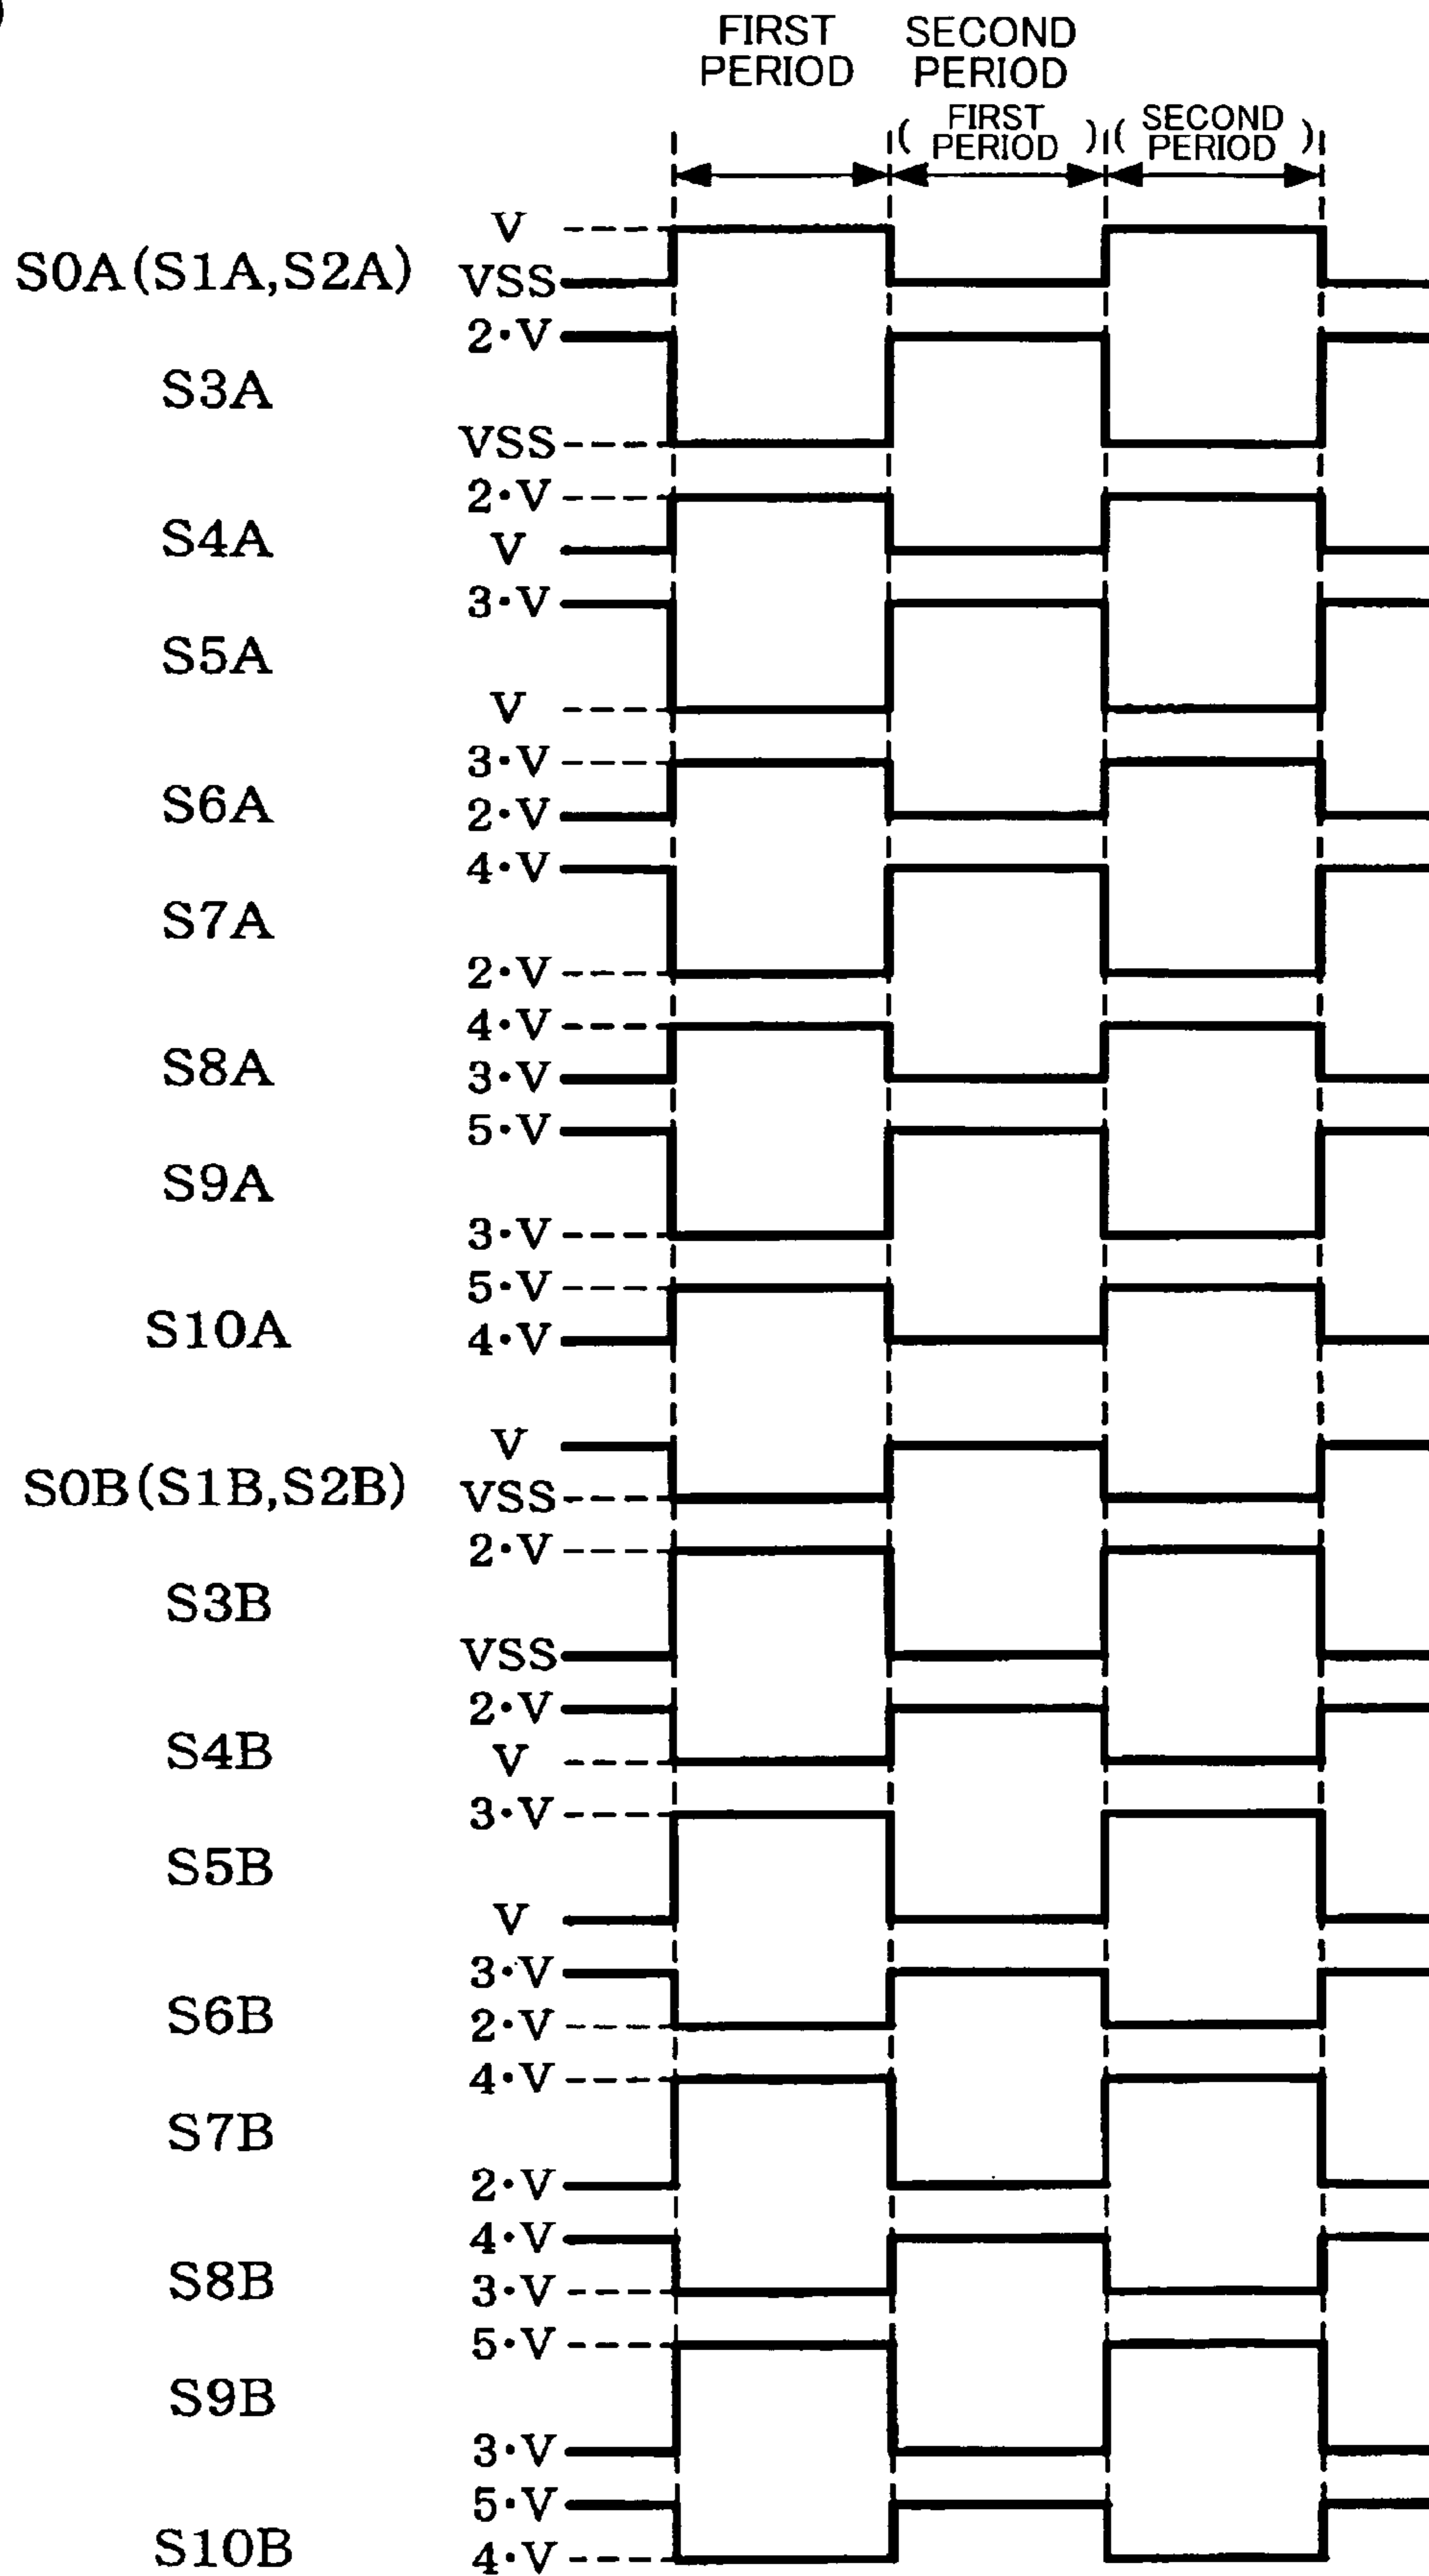 )
FIRST
PERIOD
SECOND
PERIOD
( FIRST
PERIOD )
( SECOND
PERIOD )
V
S0A(S1A,S2A)
VSS
2·V
S3A
VSS
2·V
S4A
V
3·V
S5A
V
3·V
S6A
2·V
4·V
S7A
2·V
4·V
S8A
3·V
5·V
S9A
3·V
5·V
S10A
4·V
V
S0B(S1B,S2B)
VSS
2·V
S3B
VSS
2·V
S4B
V
3·V
S5B
V
3·V
S6B
2·V
4·V
S7B
2·V
4·V
S8B
3·V
5·V
S9B
3·V
5·V
S10B
4·V